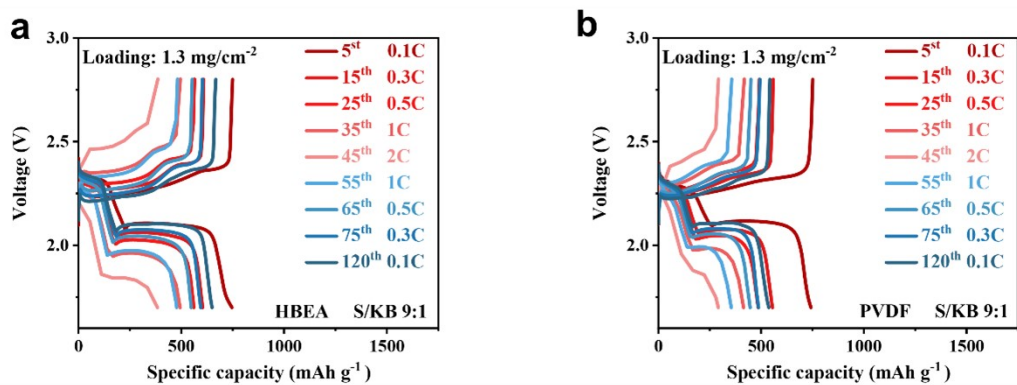 a
3.0
2.5
2.0
Voltage (V)
Loading: 1.3 mg/cm⁻²
5ˢᵗ 0.1C
15ᵗʰ 0.3C
25ᵗʰ 0.5C
35ᵗʰ 1C
45ᵗʰ 2C
55ᵗʰ 1C
65ᵗʰ 0.5C
75ᵗʰ 0.3C
120ᵗʰ 0.1C
HBEA S/KB 9:1
0 500 1000 1500
Specific capacity (mAh g⁻¹)
b
3.0
2.5
2.0
Voltage (V)
Loading: 1.3 mg/cm⁻²
5ˢᵗ 0.1C
15ᵗʰ 0.3C
25ᵗʰ 0.5C
35ᵗʰ 1C
45ᵗʰ 2C
55ᵗʰ 1C
65ᵗʰ 0.5C
75ᵗʰ 0.3C
120ᵗʰ 0.1C
PVDF S/KB 9:1
0 500 1000 1500
Specific capacity (mAh g⁻¹)